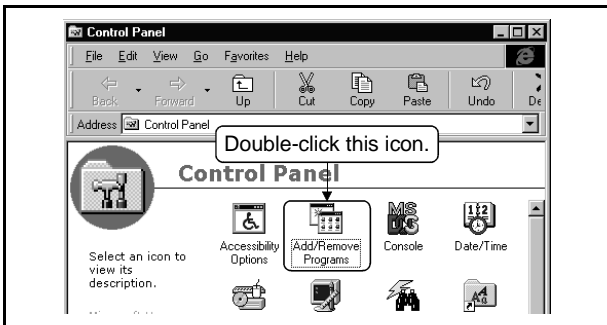 Control Panel
File Edit View Go Favorites Help
Back Forward Up Cut Copy Paste Undo De
Address Control Panel
Double-click this icon.
Control Panel
Accessibility Options Add/Remove Programs Console Date/Time
MS DOS
Select an icon to
view its
description.